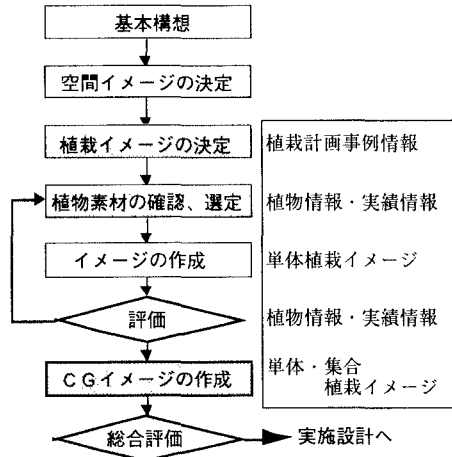 基本構想
空間イメージの決定
植栽イメージの決定
植栽計画事例情報
植物素材の確認、選定
植物情報・実績情報
イメージの作成
単体植栽イメージ
評価
植物情報・実績情報
CGイメージの作成
単体・集合
植栽イメージ
総合評価
実施設計へ